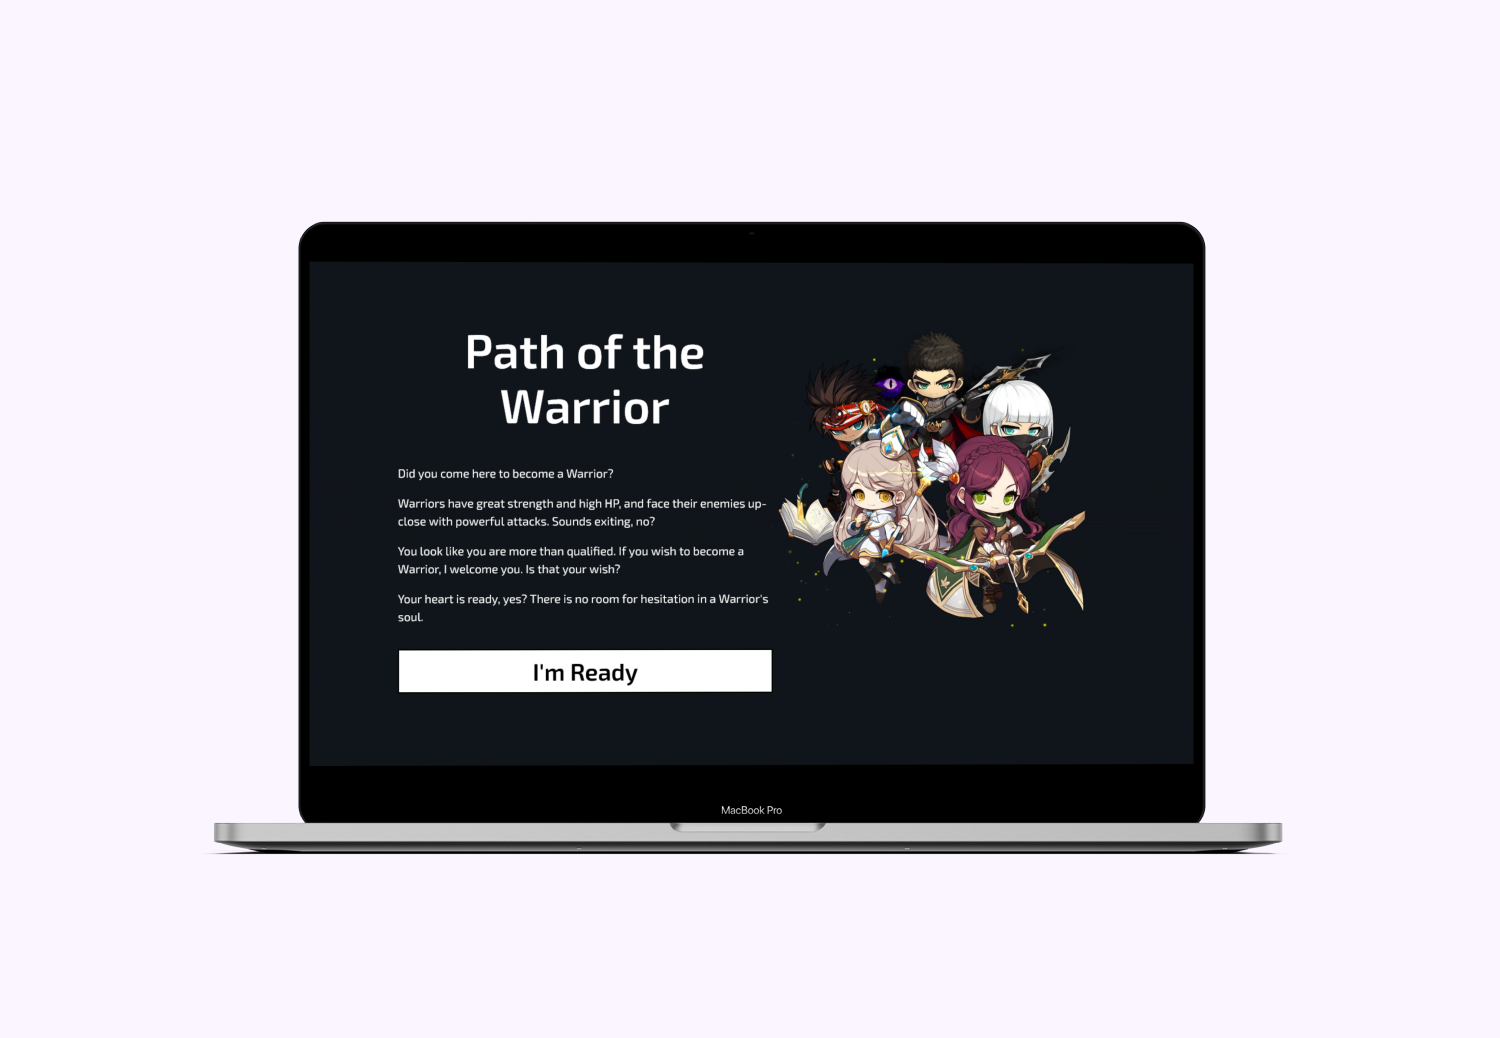 Path of the
Warrior
Did you come here to become a Warrior?
Warriors have great strength and high HP, and face their enemies up-
close with powerful attacks. Sounds exiting, no?
You look like you are more than qualified. If you wish to become a
Warrior, I welcome you. Is that your wish?
Your heart is ready, yes? There is no room for hesitation in a Warrior's
soul.
I'm Ready
MacBook Pro